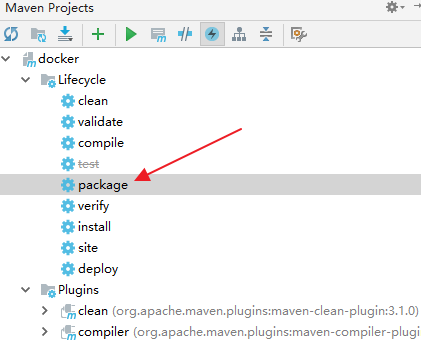 Maven Projects
docker
Lifecycle
clean
validate
compile
test
package
verify
install
site
deploy
Plugins
clean (org.apache.maven.plugins:maven-clean-plugin:3.1.0)
compiler (org.apache.maven.plugins:maven-compiler-plugi